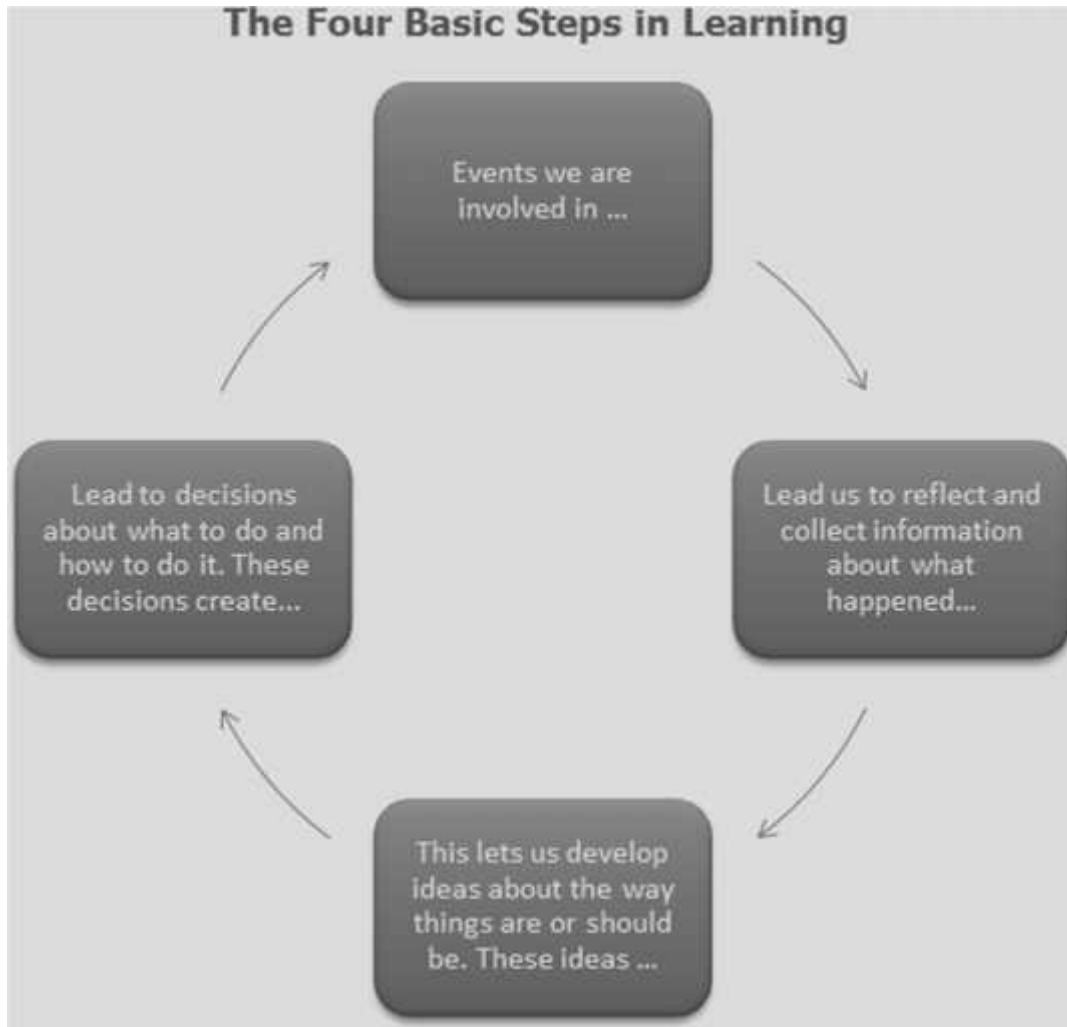 The Four Basic Steps in Learning
Events we are
involved in ...
Lead us to reflect and
collect information
about what
happened...
This lets us develop
ideas about the way
things are or should
be. These ideas ...
Lead to decisions
about what to do and
how to do it. These
decisions create...